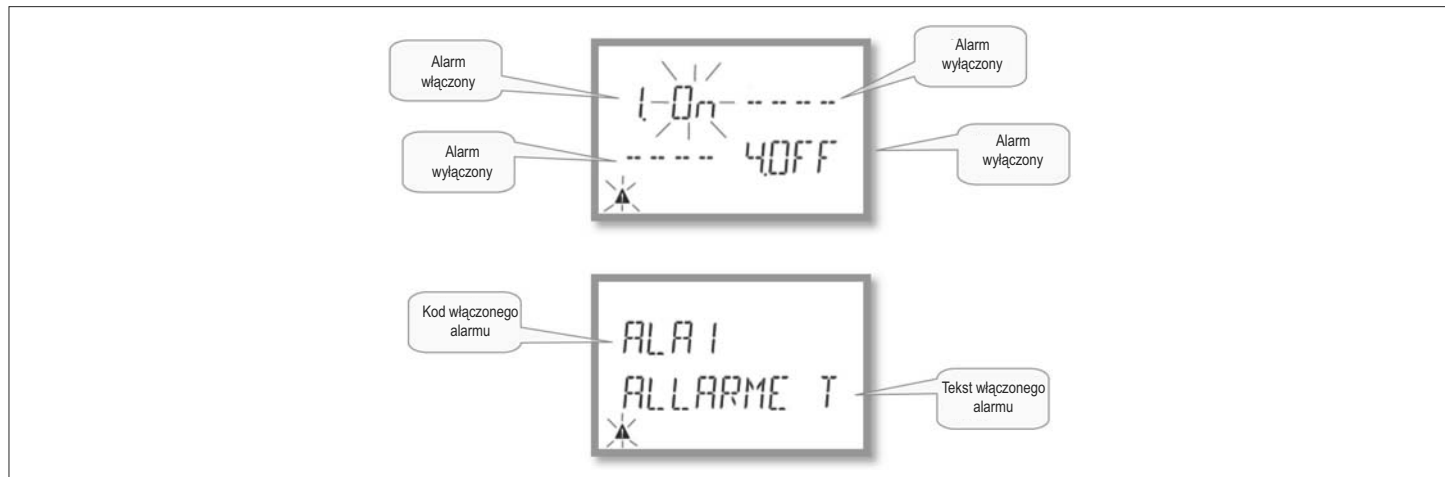 Alarm
włączony
Alarm
wyłączony
1. On ----
Alarm
wyłączony
---- 4.OFF
Alarm
wyłączony
Kod włączonego
alarmu
ALA1
ALLARME T
Tekst włączonego
alarmu